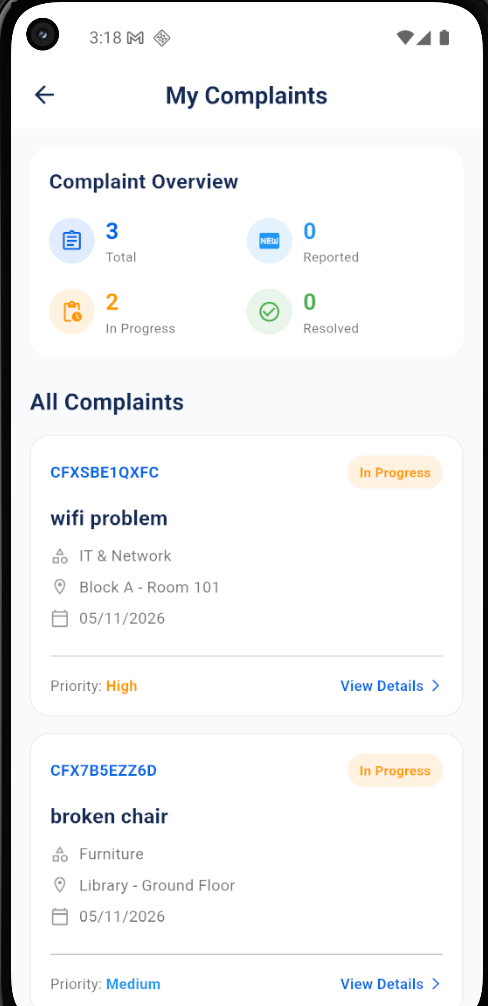 3:18
My Complaints
Complaint Overview
3
Total
NEW
0
Reported
2
In Progress
0
Resolved
All Complaints
CFXSBE1QXFC
In Progress
wifi problem
IT & Network
Block A - Room 101
05/11/2026
Priority: High
View Details
CFX7B5EZZ6D
In Progress
broken chair
Furniture
Library - Ground Floor
05/11/2026
Priority: Medium
View Details